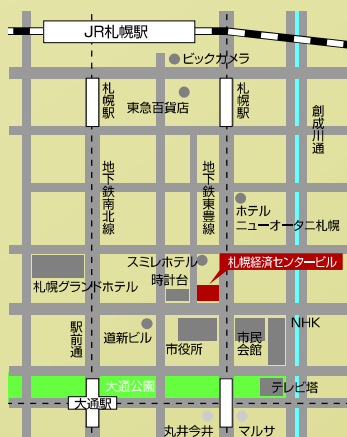 JR札幌駅
ビックカメラ
札幌駅
東急百貨店
札幌駅
創成川通
地下鉄南北線
地下鉄東豊線
ホテル
ニューオータニ札幌
スミレホテル
札幌経済センタービル
時計台
札幌グランドホテル
駅前通
道新ビル
市役所
市民
会館
NHK
大通公園
テレビ塔
大通駅
丸井今井
マルサ